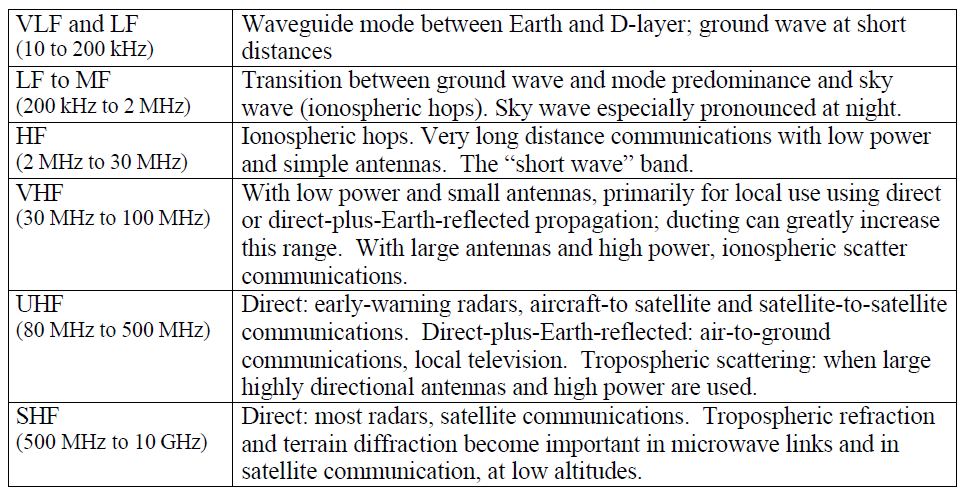 VLF and LF
(10 to 200 kHz)
Waveguide mode between Earth and D-layer; ground wave at short
distances
LF to MF
(200 kHz to 2 MHz)
Transition between ground wave and mode predominance and sky
wave (ionospheric hops). Sky wave especially pronounced at night.
HF
(2 MHz to 30 MHz)
Ionospheric hops. Very long distance communications with low power
and simple antennas.  The “short wave” band.
VHF
(30 MHz to 100 MHz)
With low power and small antennas, primarily for local use using direct
or direct-plus-Earth-reflected propagation; ducting can greatly increase
this range.  With large antennas and high power, ionospheric scatter
communications.
UHF
(80 MHz to 500 MHz)
Direct: early-warning radars, aircraft-to satellite and satellite-to-satellite
communications.  Direct-plus-Earth-reflected: air-to-ground
communications, local television.  Tropospheric scattering: when large
highly directional antennas and high power are used.
SHF
(500 MHz to 10 GHz)
Direct: most radars, satellite communications.  Tropospheric refraction
and terrain diffraction become important in microwave links and in
satellite communication, at low altitudes.